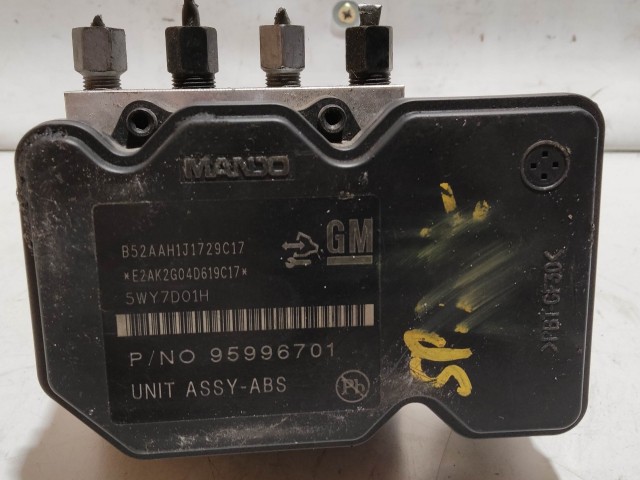 MANDO
B52AAH1J1729C17
*E2AK2G04D619C17*
5WY7D01H
GM
P/NO 95996701
UNIT ASSY-ABS
Pb
>PBT GF30<